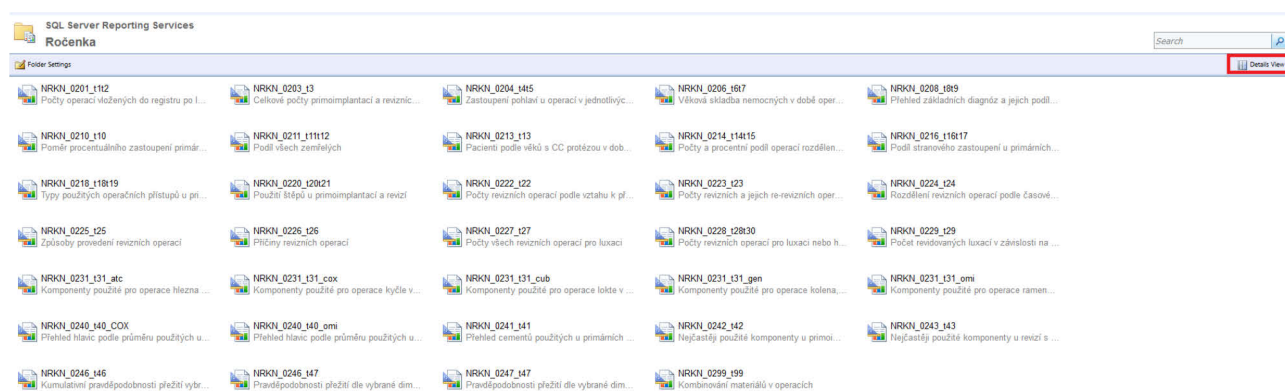 SQL Server Reporting Services
Ročenka
Search
Folder Settings
Details View
NRKN_0201_t1t2
Počty operací vložených do registru po l...
NRKN_0203_t3
Celkové počty primoimplantací a revizníc...
NRKN_0204_t4t5
Zastoupení pohlaví u operací v jednotlivýc...
NRKN_0206_t6t7
Věková skladba nemocných v době oper...
NRKN_0208_t8t9
Přehled základních diagnóz a jejich podíl...
NRKN_0210_t10
Poměr procentuálního zastoupení primár...
NRKN_0211_t11t12
Podíl všech zemřelých
NRKN_0213_t13
Pacienti podle věků s CC protézou v dob...
NRKN_0214_t14t15
Počty a procentní podíl operací rozdělen...
NRKN_0216_t16t17
Podíl stranového zastoupení u primárních...
NRKN_0218_t18t19
Typy použitých operačních přístupů u pri...
NRKN_0220_t20t21
Použití štěpů u primoimplantací a revizí
NRKN_0222_t22
Počty revizních operací podle vztahu k př...
NRKN_0223_t23
Počty revizních a jejich re-revizních oper...
NRKN_0224_t24
Rozdělení revizních operací podle časové...
NRKN_0225_t25
Způsoby provedení revizních operací
NRKN_0226_t26
Příčiny revizních operací
NRKN_0227_t27
Počty všech revizních operací pro luxaci
NRKN_0228_t28t30
Počty revizních operací pro luxaci nebo h...
NRKN_0229_t29
Počet revidovaných luxací v závislosti na ...
NRKN_0231_t31_atc
Komponenty použité pro operace hlezna ...
NRKN_0231_t31_cox
Komponenty použité pro operace kyčle v...
NRKN_0231_t31_cub
Komponenty použité pro operace lokte v ...
NRKN_0231_t31_gen
Komponenty použité pro operace kolena,...
NRKN_0231_t31_omi
Komponenty použité pro operace ramen...
NRKN_0240_t40_COX
Přehled hlavic podle průměru použitých u...
NRKN_0240_t40_omi
Přehled hlavic podle průměru použitých u...
NRKN_0241_t41
Přehled cementů použitých u primárních ...
NRKN_0242_t42
Nejčastěji použité komponenty u primoi...
NRKN_0243_t43
Nejčastěji použité komponenty u revizí s ...
NRKN_0246_t46
Kumulativní pravděpodobnosti přežití vybr...
NRKN_0246_t47
Pravděpodobnosti přežití dle vybrané dim...
NRKN_0247_t47
Pravděpodobnosti přežití dle vybrané dim...
NRKN_0299_t99
Kombinování materiálů v operacích